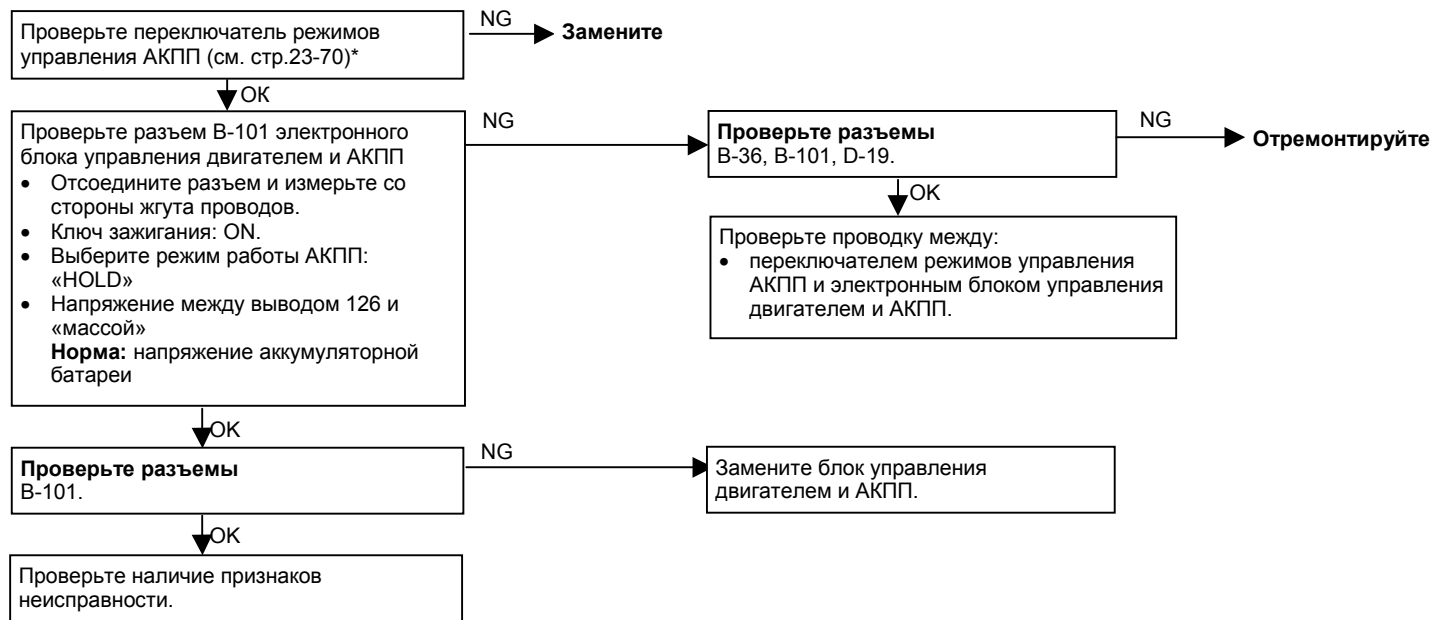 Проверьте переключатель режимов
управления АКПП (см. стр.23-70)*
NG
Замените
OK
Проверьте разъем B-101 электронного
блока управления двигателем и АКПП
• Отсоедините разъем и измерьте со
стороны жгута проводов.
• Ключ зажигания: ON.
• Выберите режим работы АКПП:
«HOLD»
• Напряжение между выводом 126 и
«массой»
Норма: напряжение аккумуляторной
батареи
NG
Проверьте разъемы
B-36, B-101, D-19.
NG
Отремонтируйте
OK
Проверьте проводку между:
• переключателем режимов управления
АКПП и электронным блоком управления
двигателем и АКПП.
OK
Проверьте разъемы
B-101.
NG
Замените блок управления
двигателем и АКПП.
OK
Проверьте наличие признаков
неисправности.